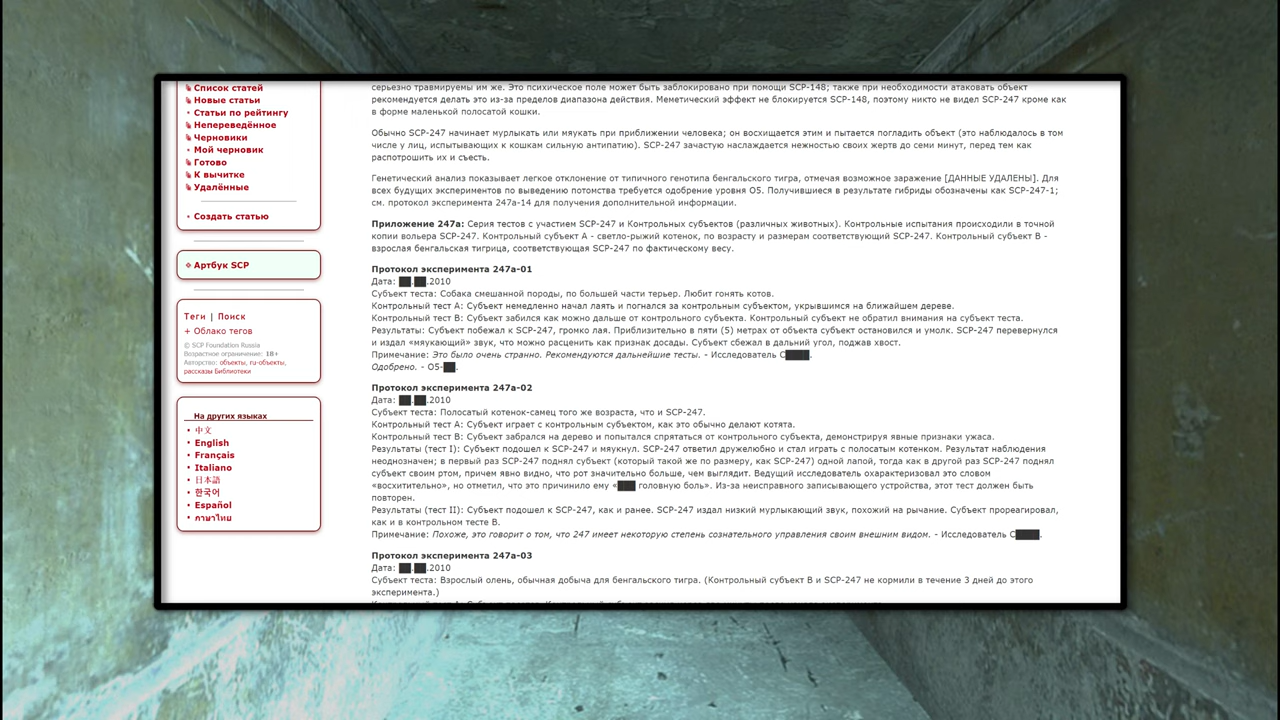 Список статей
Новые статьи
Статьи по рейтингу
Непереведённое
Черновики
Мой черновик
Готово
К вычитке
Удалённые
Создать статью
Артбук SCP
Теги | Поиск
+ Облако тегов
© SCP Foundation Russia
Возрастное ограничение: 18+
Авторство: объекты, ru-объекты,
рассказы Библиотеки
На других языках
中文
English
Français
Italiano
日本語
한국어
Español
ภาษาไทย
серьезно травмируемы им же. Это психическое поле может быть заблокировано при помощи SCP-148; также при необходимости атаковать объект
рекомендуется делать это из-за пределов диапазона действия. Меметический эффект не блокируется SCP-148, поэтому никто не видел SCP-247 кроме как
в форме маленькой полосатой кошки.
Обычно SCP-247 начинает мурлыкать или мяукать при приближении человека; он восхищается этим и пытается погладить объект (это наблюдалось в том
числе у лиц, испытывающих к кошкам сильную антипатию). SCP-247 зачастую наслаждается нежностью своих жертв до семи минут, перед тем как
распотрошить их и съесть.
Генетический анализ показывает легкое отклонение от типичного генотипа бенгальского тигра, отмечая возможное заражение [ДАННЫЕ УДАЛЕНЫ]. Для
всех будущих экспериментов по выведению потомства требуется одобрение уровня O5. Получившиеся в результате гибриды обозначены как SCP-247-1;
см. протокол эксперимента 247a-14 для получения дополнительной информации.
Приложение 247a: Серия тестов с участием SCP-247 и Контрольных субъектов (различных животных). Контрольные испытания происходили в точной
копии вольера SCP-247. Контрольный субъект А - светло-рыжий котенок, по возрасту и размерам соответствующий SCP-247. Контрольный субъект В -
взрослая бенгальская тигрица, соответствующая SCP-247 по фактическому весу.
Протокол эксперимента 247a-01
Дата: ██.██.2010
Субъект теста: Собака смешанной породы, по большей части терьер. Любит гонять котов.
Контрольный тест А: Субъект немедленно начал лаять и погнался за контрольным субъектом, укрывшимся на ближайшем дереве.
Контрольный тест В: Субъект забился как можно дальше от контрольного субъекта. Контрольный субъект не обратил внимания на субъект теста.
Результаты: Субъект побежал к SCP-247, громко лая. Приблизительно в пяти (5) метрах от объекта субъект остановился и умолк. SCP-247 перевернулся
и издал «мяукающий» звук, что можно расценить как признак досады. Субъект сбежал в дальний угол, поджав хвост.
Примечание: Это было очень странно. Рекомендуются дальнейшие тесты. - Исследователь С████.
Одобрено. - O5-██.
Протокол эксперимента 247a-02
Дата: ██.██.2010
Субъект теста: Полосатый котенок-самец того же возраста, что и SCP-247.
Контрольный тест А: Субъект играет с контрольным субъектом, как это обычно делают котята.
Контрольный тест В: Субъект забрался на дерево и попытался спрятаться от контрольного субъекта, демонстрируя явные признаки ужаса.
Результаты (тест I): Субъект подошел к SCP-247 и мяукнул. SCP-247 ответил дружелюбно и стал играть с полосатым котенком. Результат наблюдения
неоднозначен; в первый раз SCP-247 поднял субъект (который такой же по размеру, как SCP-247) одной лапой, тогда как в другой раз SCP-247 поднял
субъект своим ртом, причем явно видно, что рот значительно больше, чем выглядит. Ведущий исследователь охарактеризовал это словом
«восхитительно», но отметил, что это причинило ему «███ головную боль». Из-за неисправного записывающего устройства, этот тест должен быть
повторен.
Результаты (тест II): Субъект подошел к SCP-247, как и ранее. SCP-247 издал низкий мурлыкающий звук, похожий на рычание. Субъект прореагировал,
как и в контрольном тесте В.
Примечание: Похоже, это говорит о том, что 247 имеет некоторую степень сознательного управления своим внешним видом. - Исследователь С████.
Протокол эксперимента 247a-03
Дата: ██.██.2010
Субъект теста: Взрослый олень, обычная добыча для бенгальского тигра. (Контрольный субъект В и SCP-247 не кормили в течение 3 дней до этого
эксперимента.)